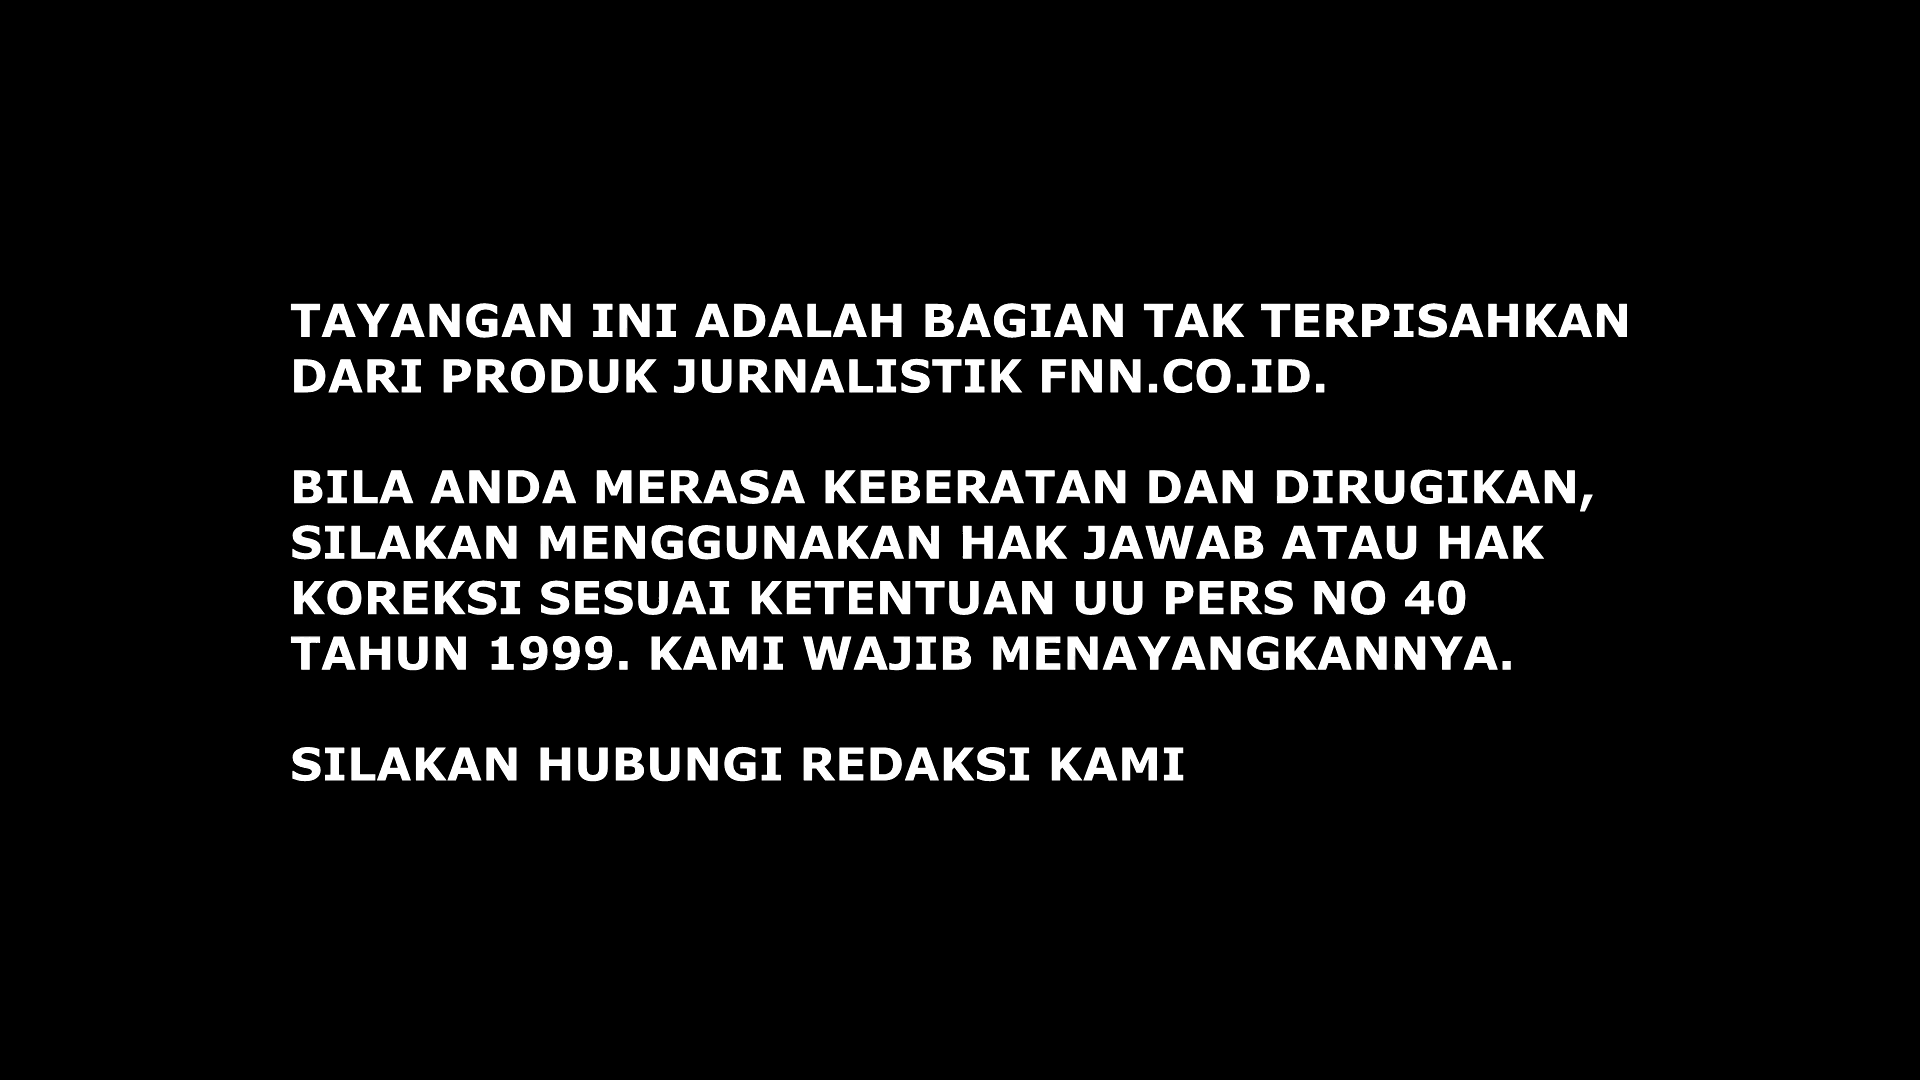 TAYANGAN INI ADALAH BAGIAN TAK TERPISAHKAN
DARI PRODUK JURNALISTIK FNN.CO.ID.
BILA ANDA MERASA KEBERATAN DAN DIRUGIKAN,
SILAKAN MENGGUNAKAN HAK JAWAB ATAU HAK
KOREKSI SESUAI KETENTUAN UU PERS NO 40
TAHUN 1999. KAMI WAJIB MENAYANGKANNYA.
SILAKAN HUBUNGI REDAKSI KAMI